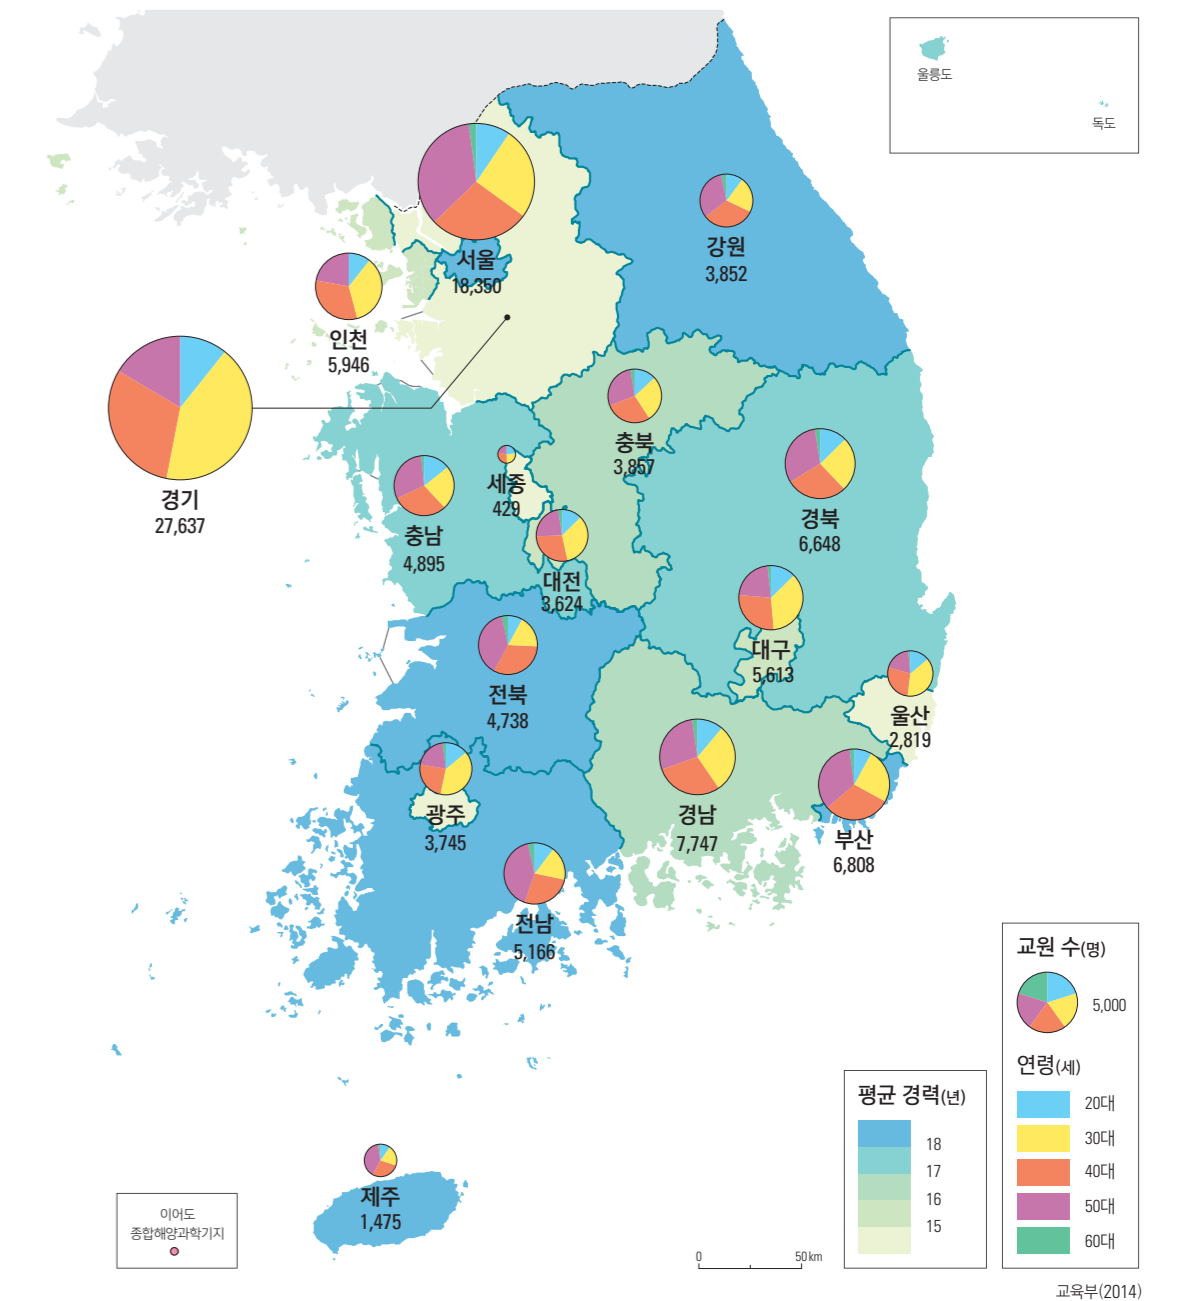 울릉도
독도
서울
18,350
강원
3,852
인천
5,946
경기
27,637
충북
3,857
세종
429
충남
4,895
경북
6,648
대전
3,624
대구
5,613
전북
4,738
울산
2,819
광주
3,745
경남
7,747
부산
6,808
전남
5,166
제주
1,475
이어도
종합해양과학기지
0 50 km
평균 경력(년)
18
17
16
15
교원 수(명)
5,000
연령(세)
20대
30대
40대
50대
60대
교육부(2014)